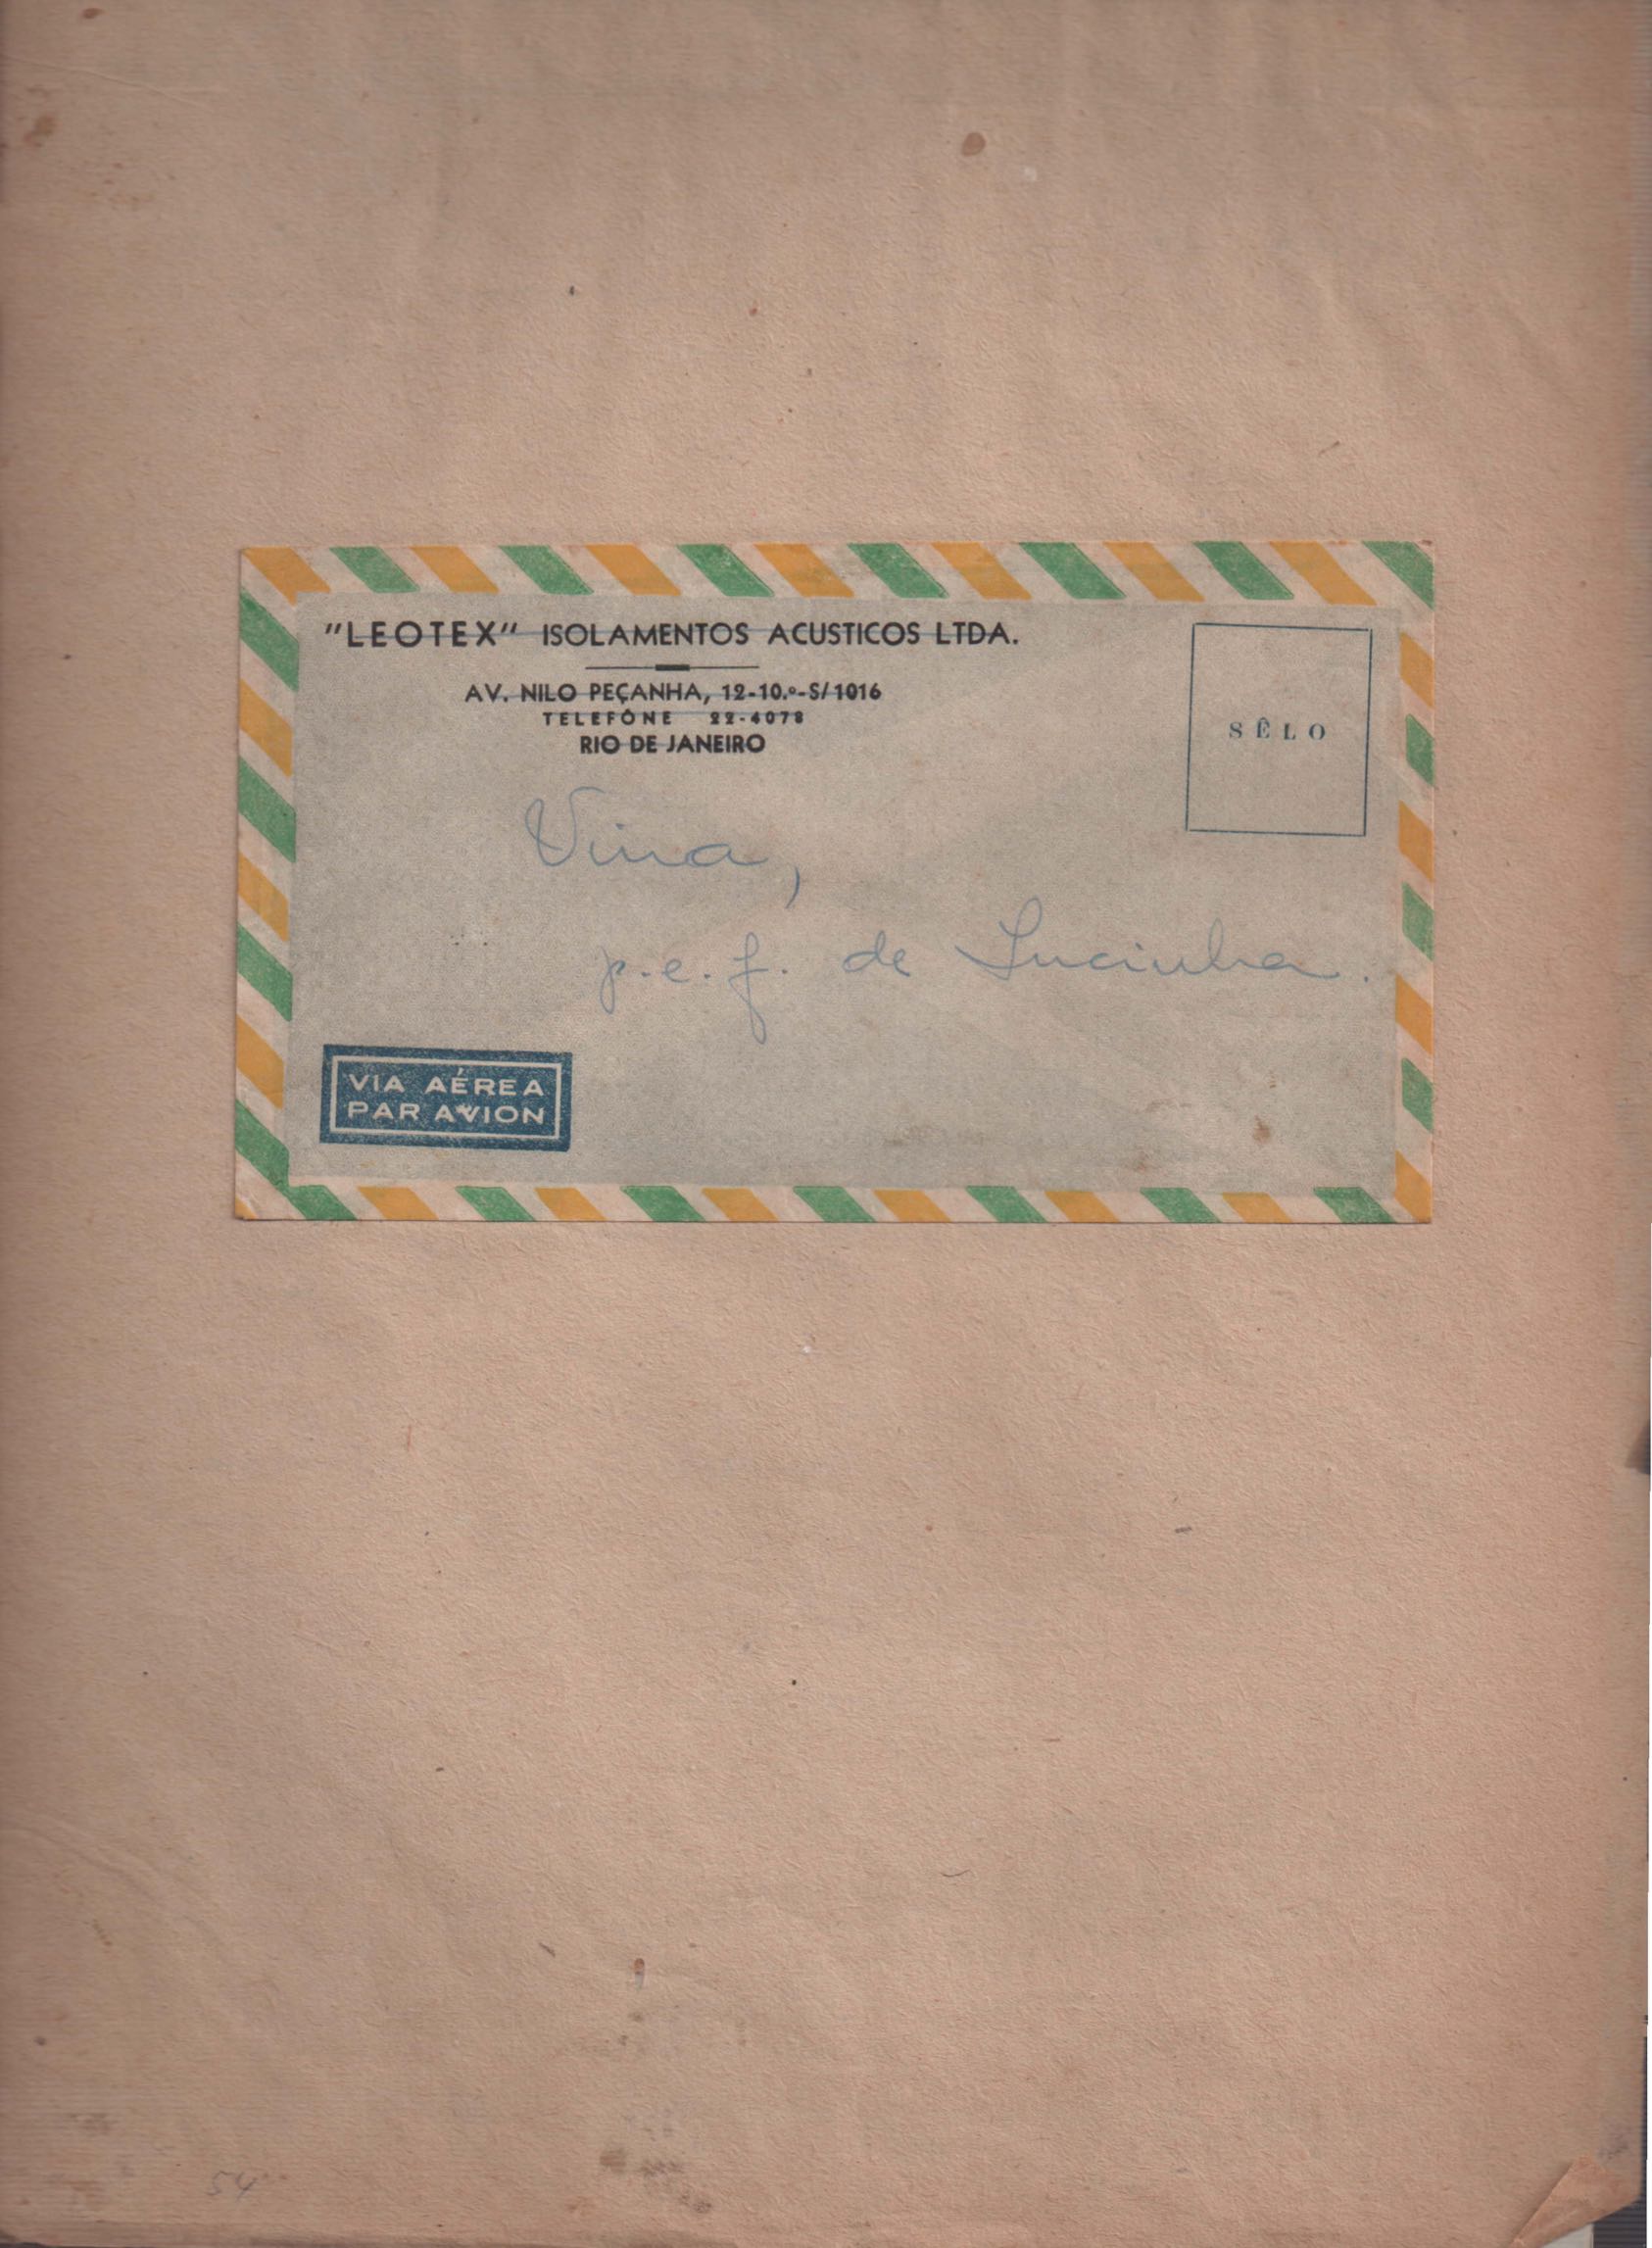 "LEOTEX" ISOLAMENTOS ACUSTICOS LTDA.
AV. NILO PEÇANHA, 12-10.º-S/1016
TELEFÔNE 22-4078
RIO DE JANEIRO
SÊLO
Vina,
p.e.f. de Lucinha.
VIA AÉREA
PAR AVION
54